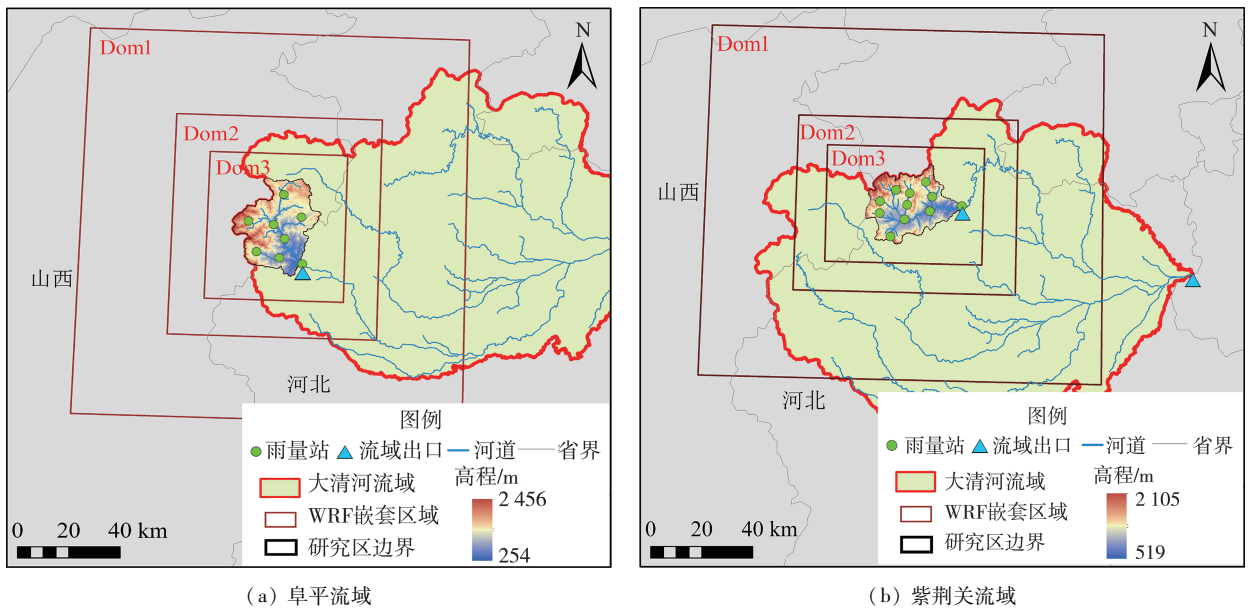 N
Dom1
Dom2
Dom3
山西
河北
图例
雨量站 流域出口 河道 省界
大清河流域
WRF嵌套区域
研究区边界
高程/m
2 456
254
0 20 40 km
(a) 阜平流域
N
Dom1
Dom2
Dom3
山西
河北
图例
雨量站 流域出口 河道 省界
大清河流域
WRF嵌套区域
研究区边界
高程/m
2 105
519
0 20 40 km
(b) 紫荆关流域